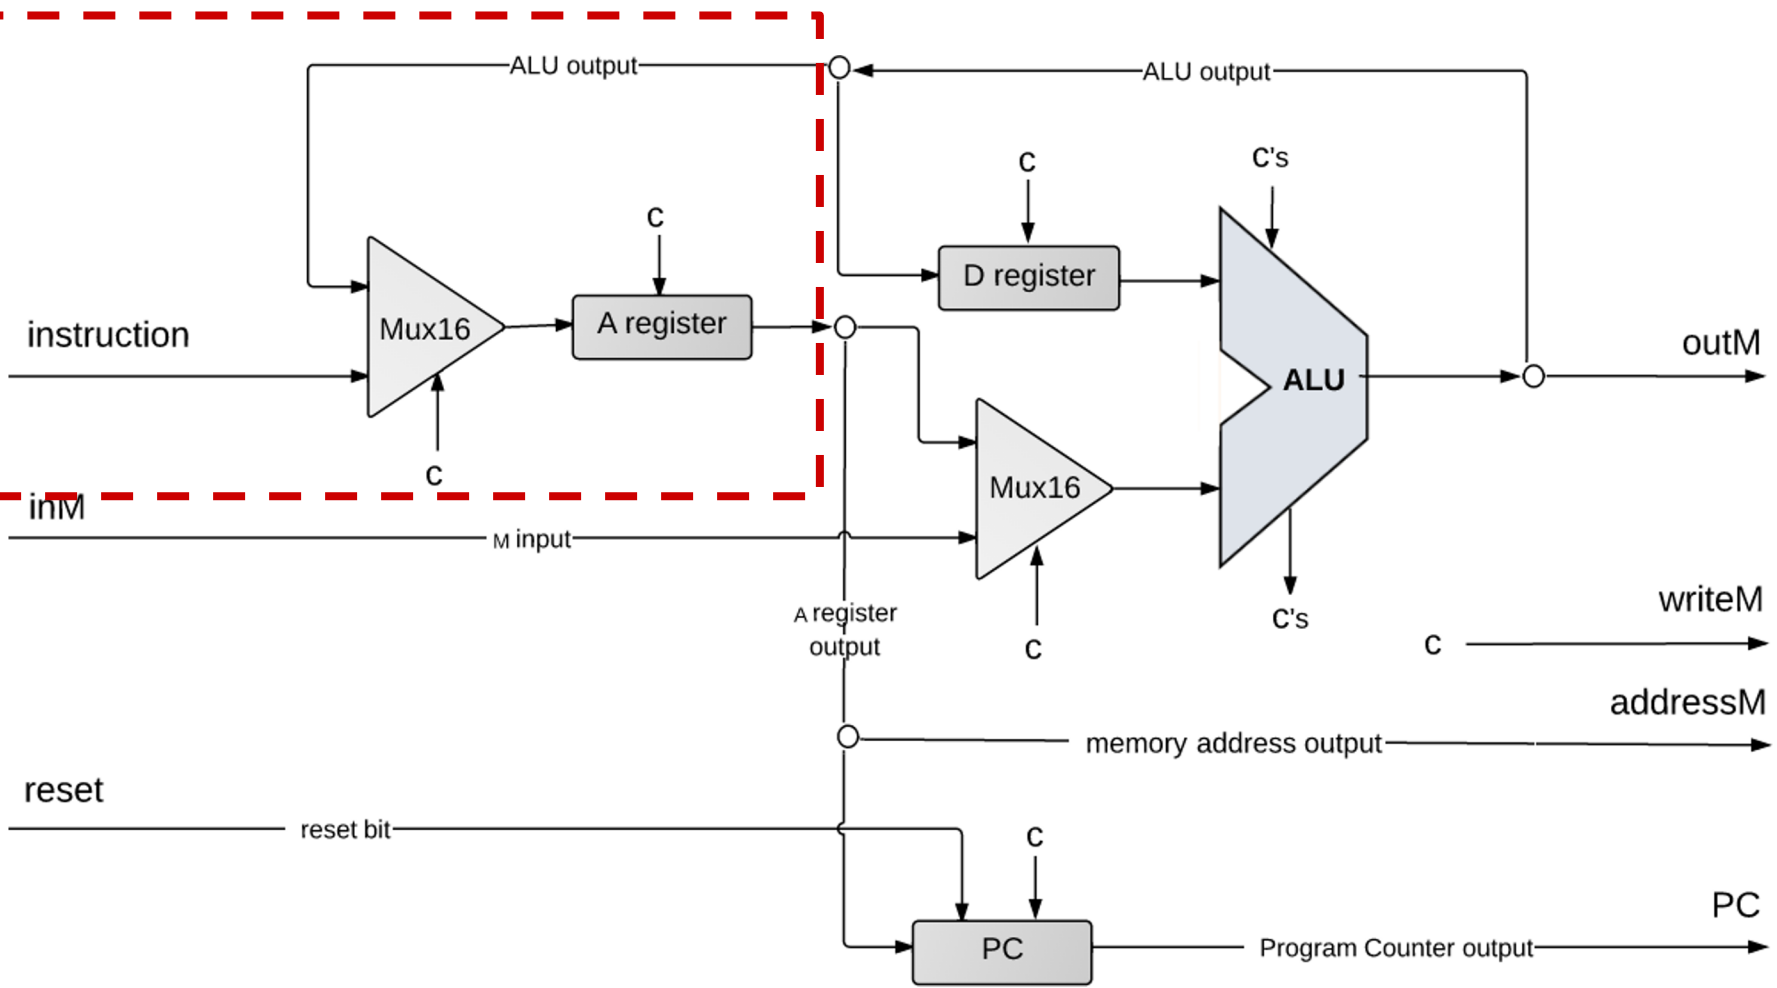 ALU output
ALU output
c
c's
c
D register
instruction
Mux16
A register
outM
ALU
c
Mux16
inM
M input
writeM
A register
output
c
c's
c
addressM
memory address output
reset
reset bit
c
PC
PC
Program Counter output